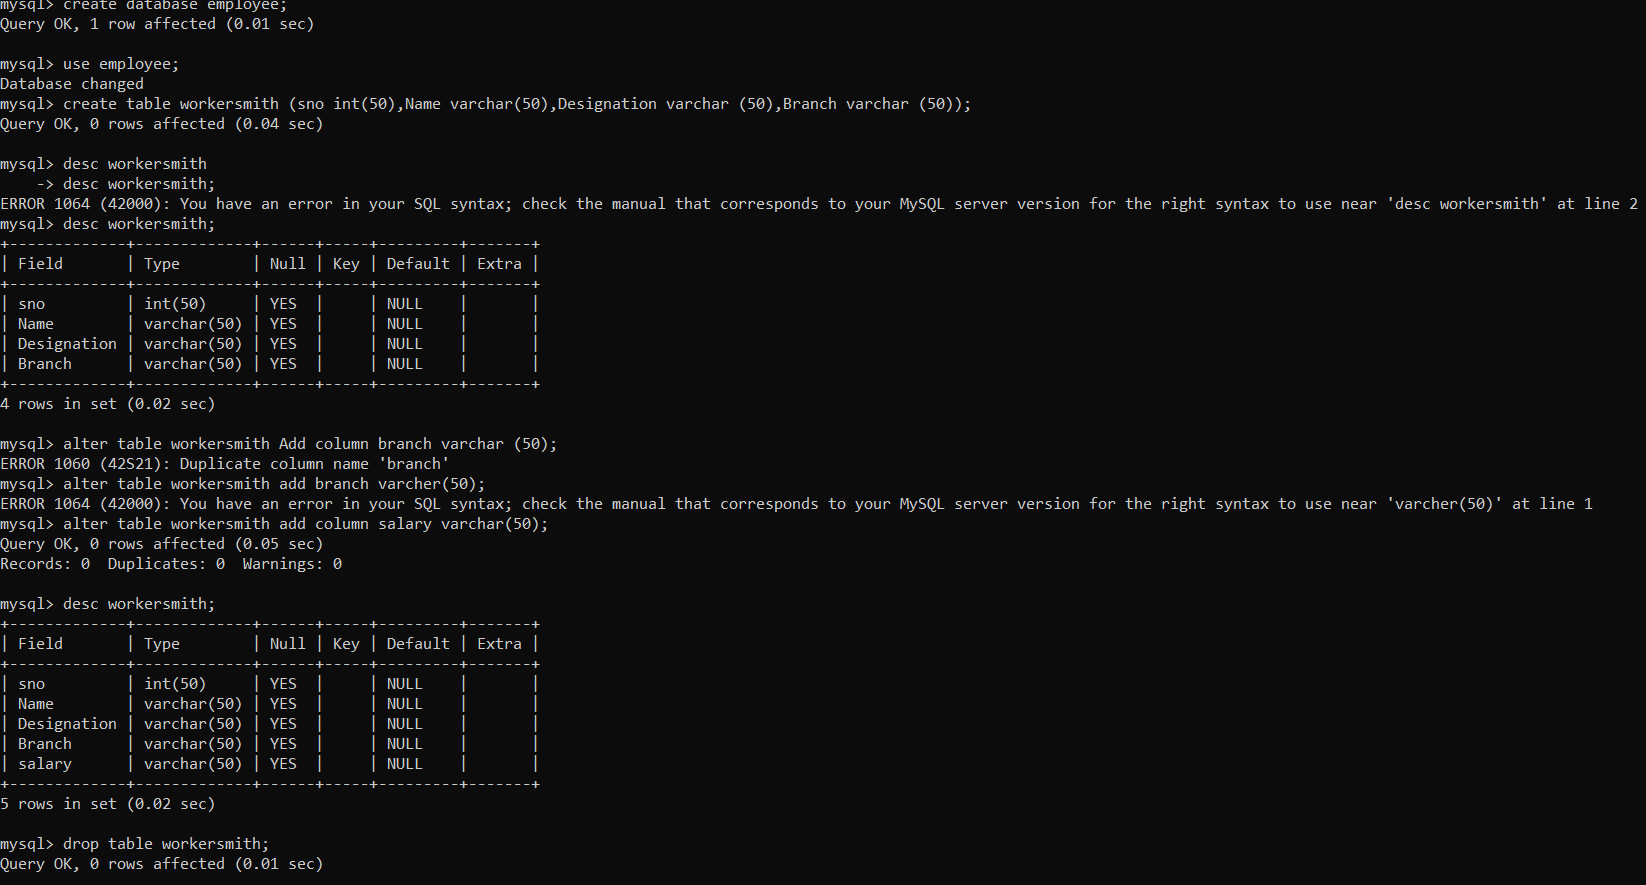 mysql> create database employee;
Query OK, 1 row affected (0.01 sec)
mysql> use employee;
Database changed
mysql> create table workersmith (sno int(50),Name varchar(50),Designation varchar (50),Branch varchar (50));
Query OK, 0 rows affected (0.04 sec)
mysql> desc workersmith
    -> desc workersmith;
ERROR 1064 (42000): You have an error in your SQL syntax; check the manual that corresponds to your MySQL server version for the right syntax to use near 'desc workersmith' at line 2
mysql> desc workersmith;
+-------------+-------------+------+-----+---------+-------+
| Field       | Type        | Null | Key | Default | Extra |
+-------------+-------------+------+-----+---------+-------+
| sno         | int(50)     | YES  |     | NULL    |       |
| Name        | varchar(50) | YES  |     | NULL    |       |
| Designation | varchar(50) | YES  |     | NULL    |       |
| Branch      | varchar(50) | YES  |     | NULL    |       |
+-------------+-------------+------+-----+---------+-------+
4 rows in set (0.02 sec)
mysql> alter table workersmith Add column branch varchar (50);
ERROR 1060 (42S21): Duplicate column name 'branch'
mysql> alter table workersmith add branch varcher(50);
ERROR 1064 (42000): You have an error in your SQL syntax; check the manual that corresponds to your MySQL server version for the right syntax to use near 'varcher(50)' at line 1
mysql> alter table workersmith add column salary varchar(50);
Query OK, 0 rows affected (0.05 sec)
Records: 0  Duplicates: 0  Warnings: 0
mysql> desc workersmith;
+-------------+-------------+------+-----+---------+-------+
| Field       | Type        | Null | Key | Default | Extra |
+-------------+-------------+------+-----+---------+-------+
| sno         | int(50)     | YES  |     | NULL    |       |
| Name        | varchar(50) | YES  |     | NULL    |       |
| Designation | varchar(50) | YES  |     | NULL    |       |
| Branch      | varchar(50) | YES  |     | NULL    |       |
| salary      | varchar(50) | YES  |     | NULL    |       |
+-------------+-------------+------+-----+---------+-------+
5 rows in set (0.02 sec)
mysql> drop table workersmith;
Query OK, 0 rows affected (0.01 sec)